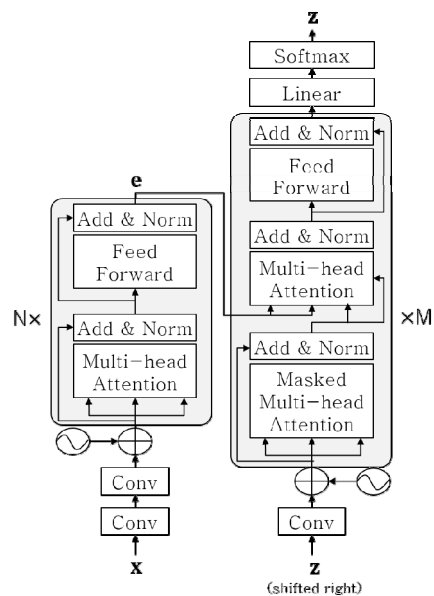 z
Softmax
Linear
Add & Norm
Feed
Forward
Add & Norm
Multi-head
Attention
×M
Add & Norm
Masked
Multi-head
Attention
Conv
z
(shifted right)
e
Add & Norm
Feed
Forward
N×
Add & Norm
Multi-head
Attention
Conv
Conv
x